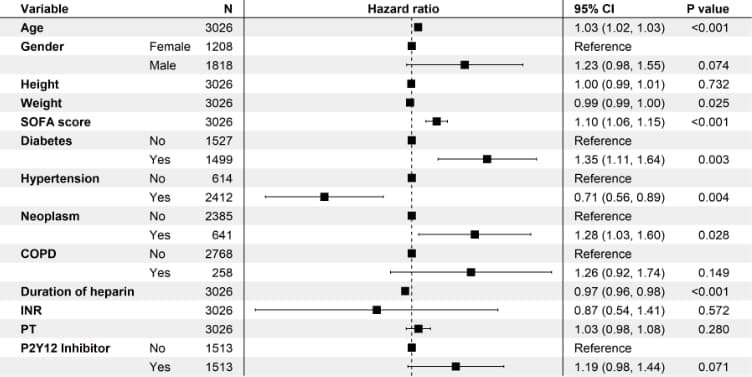 Variable N Hazard ratio 95% CI P value
Age 3026 1.03 (1.02, 1.03) <0.001
Gender Female 1208 Reference
Male 1818 1.23 (0.98, 1.55) 0.074
Height 3026 1.00 (0.99, 1.01) 0.732
Weight 3026 0.99 (0.99, 1.00) 0.025
SOFA score 3026 1.10 (1.06, 1.15) <0.001
Diabetes No 1527 Reference
Yes 1499 1.35 (1.11, 1.64) 0.003
Hypertension No 614 Reference
Yes 2412 0.71 (0.56, 0.89) 0.004
Neoplasm No 2385 Reference
Yes 641 1.28 (1.03, 1.60) 0.028
COPD No 2768 Reference
Yes 258 1.26 (0.92, 1.74) 0.149
Duration of heparin 3026 0.97 (0.96, 0.98) <0.001
INR 3026 0.87 (0.54, 1.41) 0.572
PT 3026 1.03 (0.98, 1.08) 0.280
P2Y12 Inhibitor No 1513 Reference
Yes 1513 1.19 (0.98, 1.44) 0.071